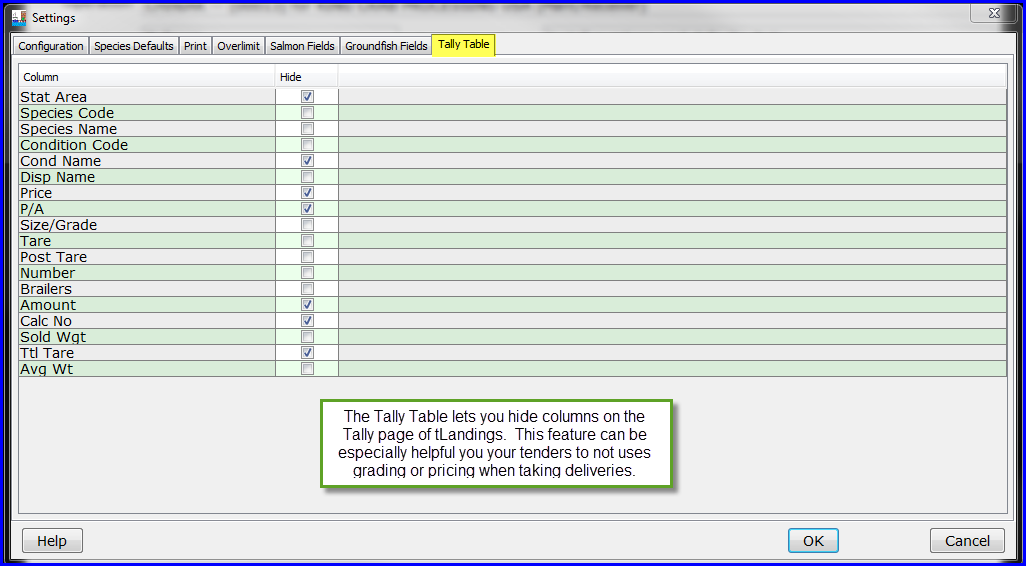 Settings
Configuration Species Defaults Print Overlimit Salmon Fields Groundfish Fields Tally Table
Column Hide
Stat Area
Species Code
Species Name
Condition Code
Cond Name
Disp Name
Price
P/A
Size/Grade
Tare
Post Tare
Number
Brailers
Amount
Calc No
Sold Wgt
Ttl Tare
Avg Wt
The Tally Table lets you hide columns on the
Tally page of tLandings. This feature can be
especially helpful you your tenders to not uses
grading or pricing when taking deliveries.
Help OK Cancel